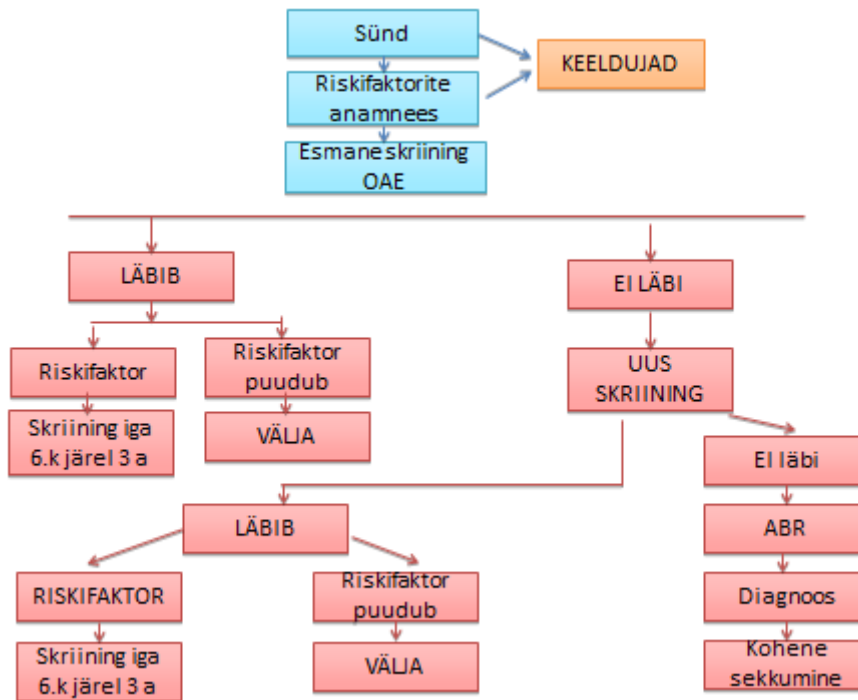 Sünd
KEELDUJAD
Riskifaktorite
anamnees
Esmane skriining
OAE
LÄBIB
EI LÄBI
Riskifaktor
Riskifaktor
puudub
UUS
SKRIINING
Skriining iga
6.k järel 3 a
VÄLJA
EI läbi
LÄBIB
ABR
RISKIFAKTOR
Riskifaktor
puudub
Diagnoos
Skriining iga
6.k järel 3 a
VÄLJA
Kohene
sekkumine